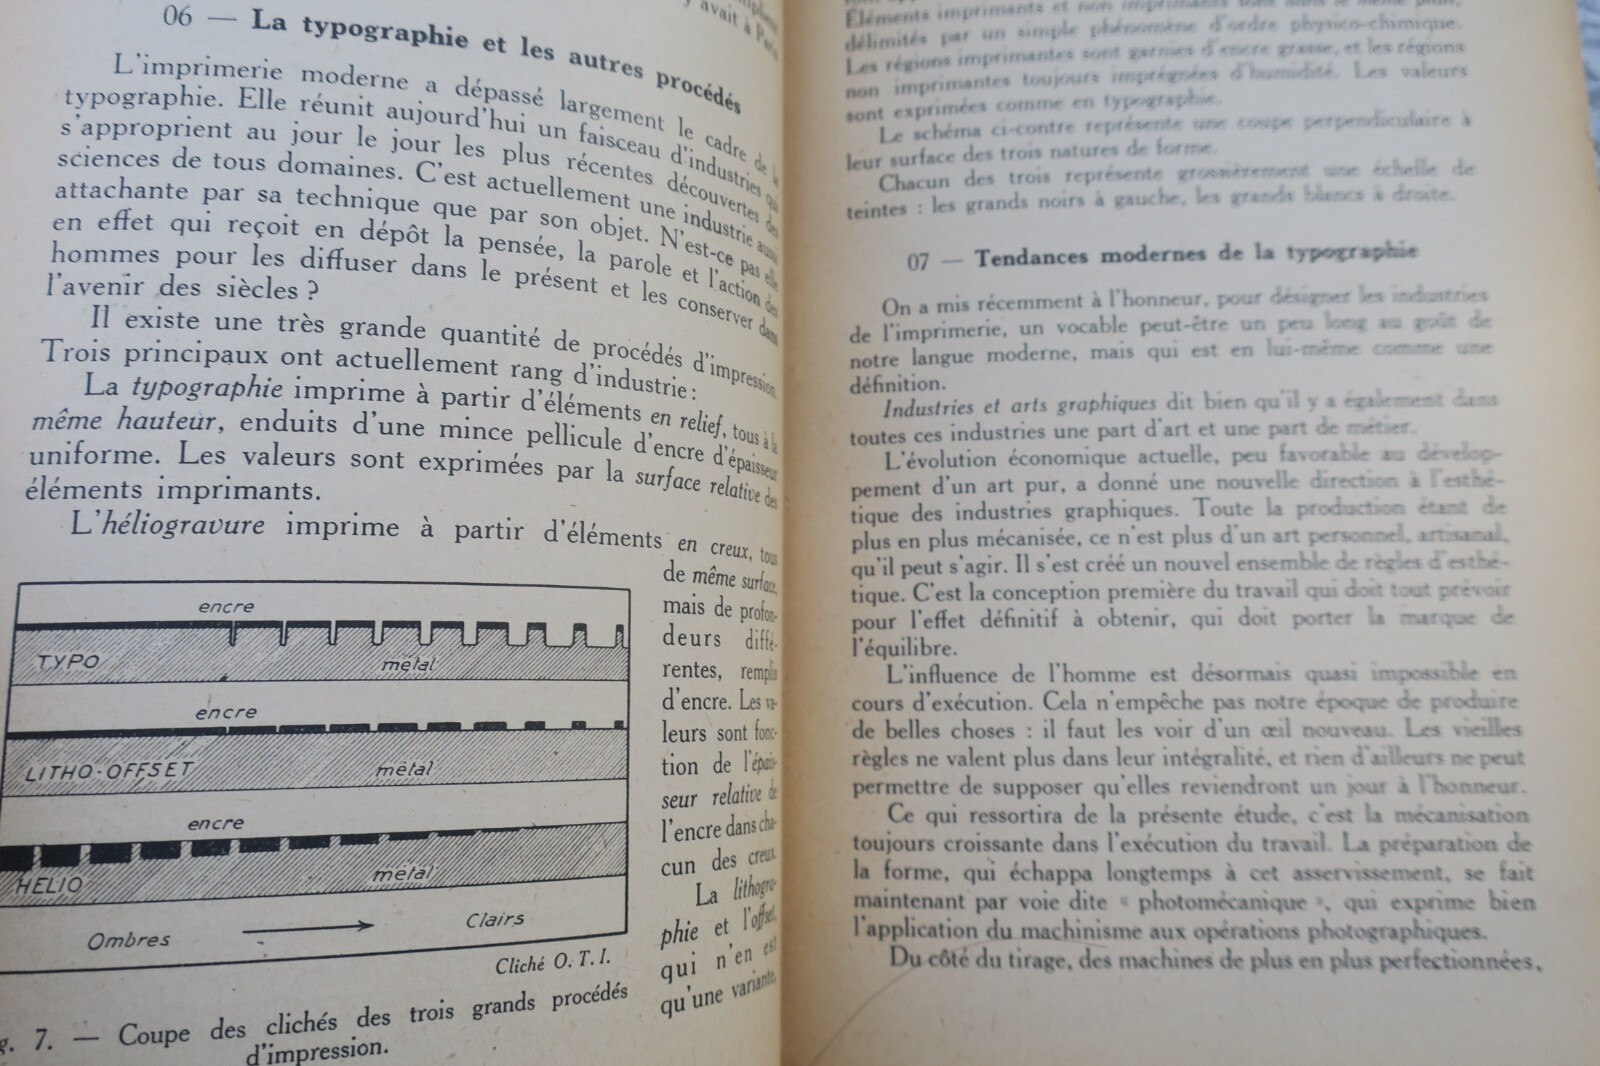 y avait à Paris
06 — La typographie et les autres procédés
L'imprimerie moderne a dépassé largement le cadre de la
typographie. Elle réunit aujourd'hui un faisceau d'industries qui
s'approprient au jour le jour les plus récentes découvertes des
sciences de tous domaines. C'est actuellement une industrie aussi
attachante par sa technique que par son objet. N'est-ce pas elle
en effet qui reçoit en dépôt la pensée, la parole et l'action des
hommes pour les diffuser dans le présent et les conserver dans
l'avenir des siècles ?
Il existe une très grande quantité de procédés d'impression
Trois principaux ont actuellement rang d'industrie :
La typographie imprime à partir d'éléments en relief, tous à la
même hauteur, enduits d'une mince pellicule d'encre d'épaisseur
uniforme. Les valeurs sont exprimées par la surface relative des
éléments imprimants.
L'héliogravure imprime à partir d'éléments en creux, tous
de même surface,
mais de profon-
deurs diffé-
rentes, remplis
d'encre. Les va-
leurs sont fonc-
tion de l'épais-
seur relative de
l'encre dans cha-
cun des creux.
La lithogra-
phie et l'offset,
qui n'en est
qu'une variante,
encre
TYPO métal
encre
LITHO-OFFSET métal
encre
HELIO métal
Ombres Clairs
Cliché O. T. I.
g. 7. — Coupe des clichés des trois grands procédés
d'impression.
Éléments imprimants et non imprimants sont dans le même plan,
délimités par un simple phénomène d'ordre physico-chimique.
Les régions imprimantes sont garnies d'encre grasse, et les régions
non imprimantes toujours imprégnées d'humidité. Les valeurs
sont exprimées comme en typographie.
Le schéma ci-contre représente une coupe perpendiculaire à
leur surface des trois natures de forme.
Chacun des trois représente grossièrement une échelle de
teintes : les grands noirs à gauche, les grands blancs à droite.
07 — Tendances modernes de la typographie
On a mis récemment à l'honneur, pour désigner les industries
de l'imprimerie, un vocable peut-être un peu long au goût de
notre langue moderne, mais qui est en lui-même comme une
définition.
Industries et arts graphiques dit bien qu'il y a également dans
toutes ces industries une part d'art et une part de métier.
L'évolution économique actuelle, peu favorable au dévelop-
pement d'un art pur, a donné une nouvelle direction à l'esthé-
tique des industries graphiques. Toute la production étant de
plus en plus mécanisée, ce n'est plus d'un art personnel, artisanal,
qu'il peut s'agir. Il s'est créé un nouvel ensemble de règles d'esthé-
tique. C'est la conception première du travail qui doit tout prévoir
pour l'effet définitif à obtenir, qui doit porter la marque de
l'équilibre.
L'influence de l'homme est désormais quasi impossible en
cours d'exécution. Cela n'empêche pas notre époque de produire
de belles choses : il faut les voir d'un œil nouveau. Les vieilles
règles ne valent plus dans leur intégralité, et rien d'ailleurs ne peut
permettre de supposer qu'elles reviendront un jour à l'honneur.
Ce qui ressortira de la présente étude, c'est la mécanisation
toujours croissante dans l'exécution du travail. La préparation de
la forme, qui échappa longtemps à cet asservissement, se fait
maintenant par voie dite « photomécanique », qui exprime bien
l'application du machinisme aux opérations photographiques.
Du côté du tirage, des machines de plus en plus perfectionnées,